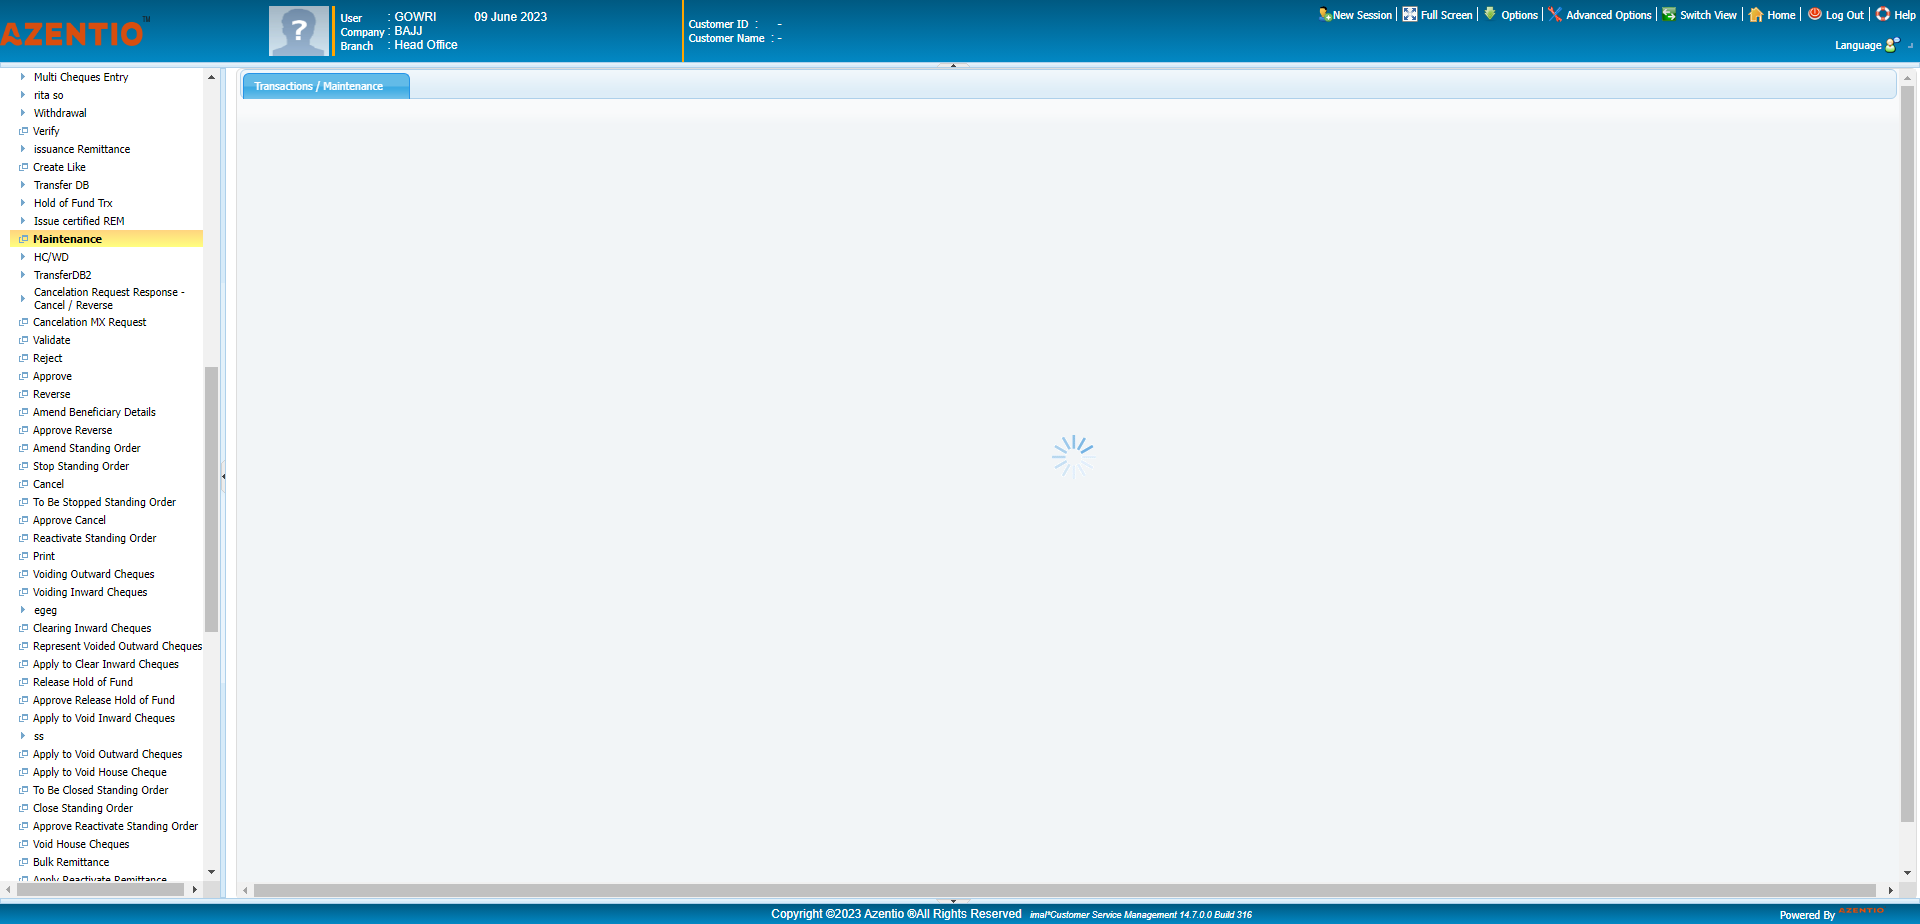 AZENTIO™
User : GOWRI 09 June 2023
Company : BAJJ
Branch : Head Office
Customer ID : -
Customer Name : -
New Session Full Screen Options Advanced Options Switch View Home Log Out Help
Language
Multi Cheques Entry
rita so
Withdrawal
Verify
issuance Remittance
Create Like
Transfer DB
Hold of Fund Trx
Issue certified REM
Maintenance
HC/WD
TransferDB2
Cancelation Request Response -
Cancel / Reverse
Cancelation MX Request
Validate
Reject
Approve
Reverse
Amend Beneficiary Details
Approve Reverse
Amend Standing Order
Stop Standing Order
Cancel
To Be Stopped Standing Order
Approve Cancel
Reactivate Standing Order
Print
Voiding Outward Cheques
Voiding Inward Cheques
egeg
Clearing Inward Cheques
Represent Voided Outward Cheques
Apply to Clear Inward Cheques
Release Hold of Fund
Approve Release Hold of Fund
Apply to Void Inward Cheques
ss
Apply to Void Outward Cheques
Apply to Void House Cheque
To Be Closed Standing Order
Close Standing Order
Approve Reactivate Standing Order
Void House Cheques
Bulk Remittance
Apply Reactivate Remittance
Transactions / Maintenance
Copyright ©2023 Azentio ®All Rights Reserved imal*Customer Service Management 14.7.0.0 Build 316
Powered By AZENTIO